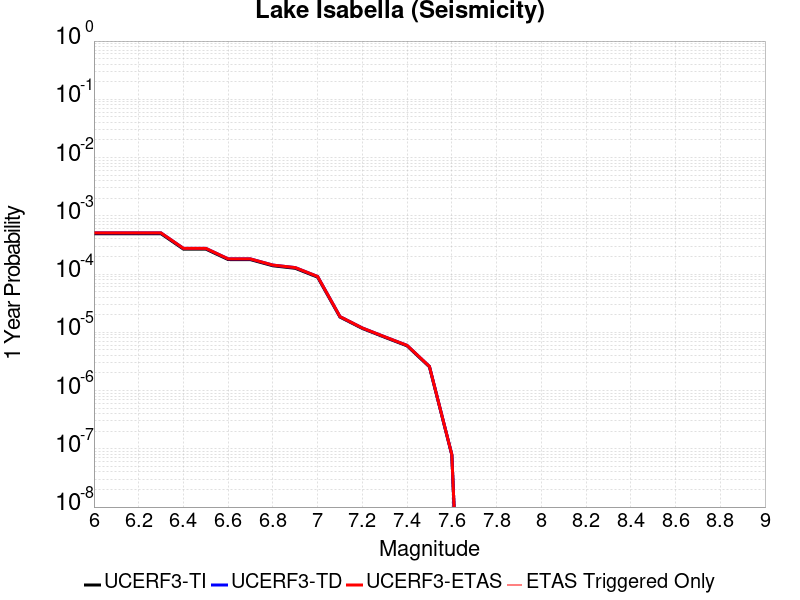 Lake Isabella (Seismicity)
10^0
10^-1
10^-2
10^-3
10^-4
10^-5
10^-6
10^-7
10^-8
1 Year Probability
6 6.2 6.4 6.6 6.8 7 7.2 7.4 7.6 7.8 8 8.2 8.4 8.6 8.8 9
Magnitude
UCERF3-TI UCERF3-TD UCERF3-ETAS ETAS Triggered Only